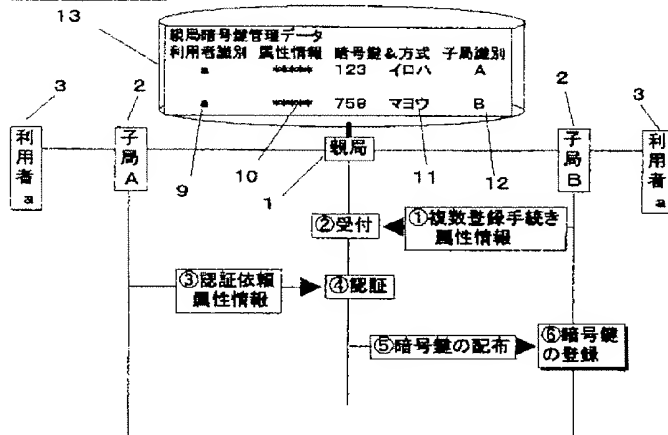 13
親局暗号鍵管理データ
利用者識別 属性情報 暗号鍵&方式 子局識別
a ***** 123 イロハ A
a ***** 758 マヨウ B
3
2
2
3
利用者a
子局A
親局
子局B
利用者a
9
10
1
11
12
②受付
①複数登録手続き
属性情報
③認証依頼
属性情報
④認証
⑤暗号鍵の配布
⑥暗号鍵
の登録